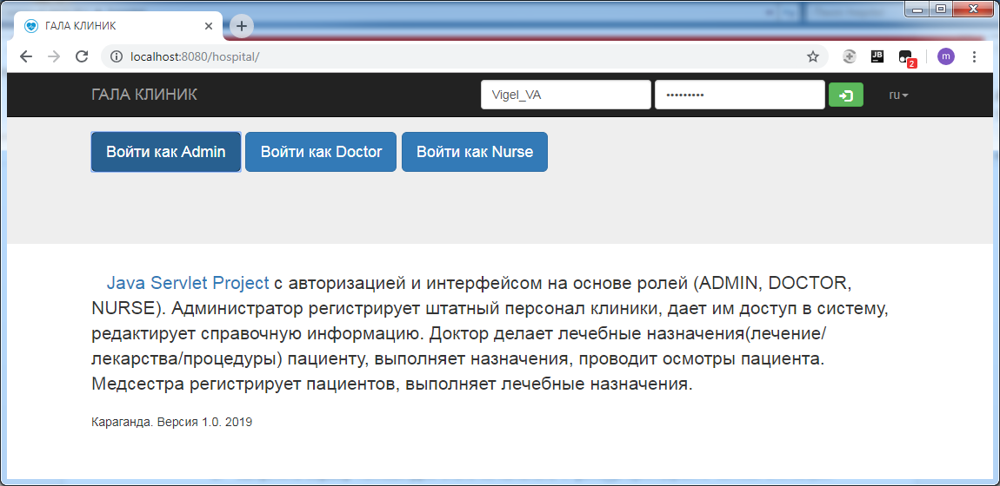 ГАЛА КЛИНИК
localhost:8080/hospital/
JB
2
m
ГАЛА КЛИНИК
Vigel_VA
•••••••••
ru
Войти как Admin
Войти как Doctor
Войти как Nurse
Java Servlet Project с авторизацией и интерфейсом на основе ролей (ADMIN, DOCTOR,
NURSE). Администратор регистрирует штатный персонал клиники, дает им доступ в систему,
редактирует справочную информацию. Доктор делает лечебные назначения(лечение/
лекарства/процедуры) пациенту, выполняет назначения, проводит осмотры пациента.
Медсестра регистрирует пациентов, выполняет лечебные назначения.
Караганда. Версия 1.0. 2019